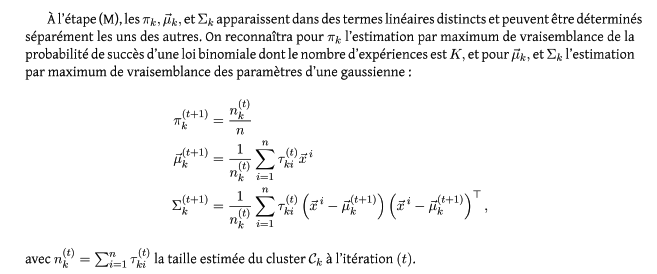 À l'étape (M), les $\pi_k$, $\vec{\mu}_k$, et $\Sigma_k$ apparaissent dans des termes linéaires distincts et peuvent être déterminés
séparément les uns des autres. On reconnaîtra pour $\pi_k$ l'estimation par maximum de vraisemblance de la
probabilité de succès d'une loi binomiale dont le nombre d'expériences est $K$, et pour $\vec{\mu}_k$, et $\Sigma_k$ l'estimation
par maximum de vraisemblance des paramètres d'une gaussienne :
$\pi_k^{(t+1)} = \frac{n_k^{(t)}}{n}$
$\vec{\mu}_k^{(t+1)} = \frac{1}{n_k^{(t)}} \sum_{i=1}^{n} \tau_{ki}^{(t)} \vec{x}^i$
$\Sigma_k^{(t+1)} = \frac{1}{n_k^{(t)}} \sum_{i=1}^{n} \tau_{ki}^{(t)} \left( \vec{x}^i - \vec{\mu}_k^{(t+1)} \right) \left( \vec{x}^i - \vec{\mu}_k^{(t+1)} \right)^\top,$
avec $n_k^{(t)} = \sum_{i=1}^{n} \tau_{ki}^{(t)}$ la taille estimée du cluster $\mathcal{C}_k$ à l'itération $(t)$.